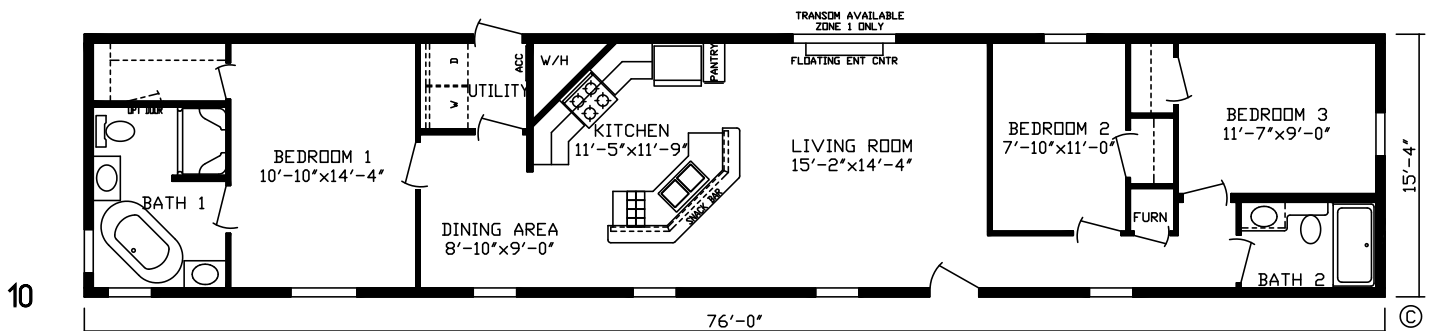 TRANSOM AVAILABLE
ZONE 1 ONLY
FLOATING ENT CNTR
OPT DOOR
BEDROOM 1
10'-10"x14'-4"
BATH 1
D
W
ACC
UTILITY
W/H
PANTRY
KITCHEN
11'-5"x11'-9"
SNACK BAR
DINING AREA
8'-10"x9'-0"
LIVING ROOM
15'-2"x14'-4"
BEDROOM 2
7'-10"x11'-0"
BEDROOM 3
11'-7"x9'-0"
FURN
BATH 2
15'-4"
10
76'-0"
©